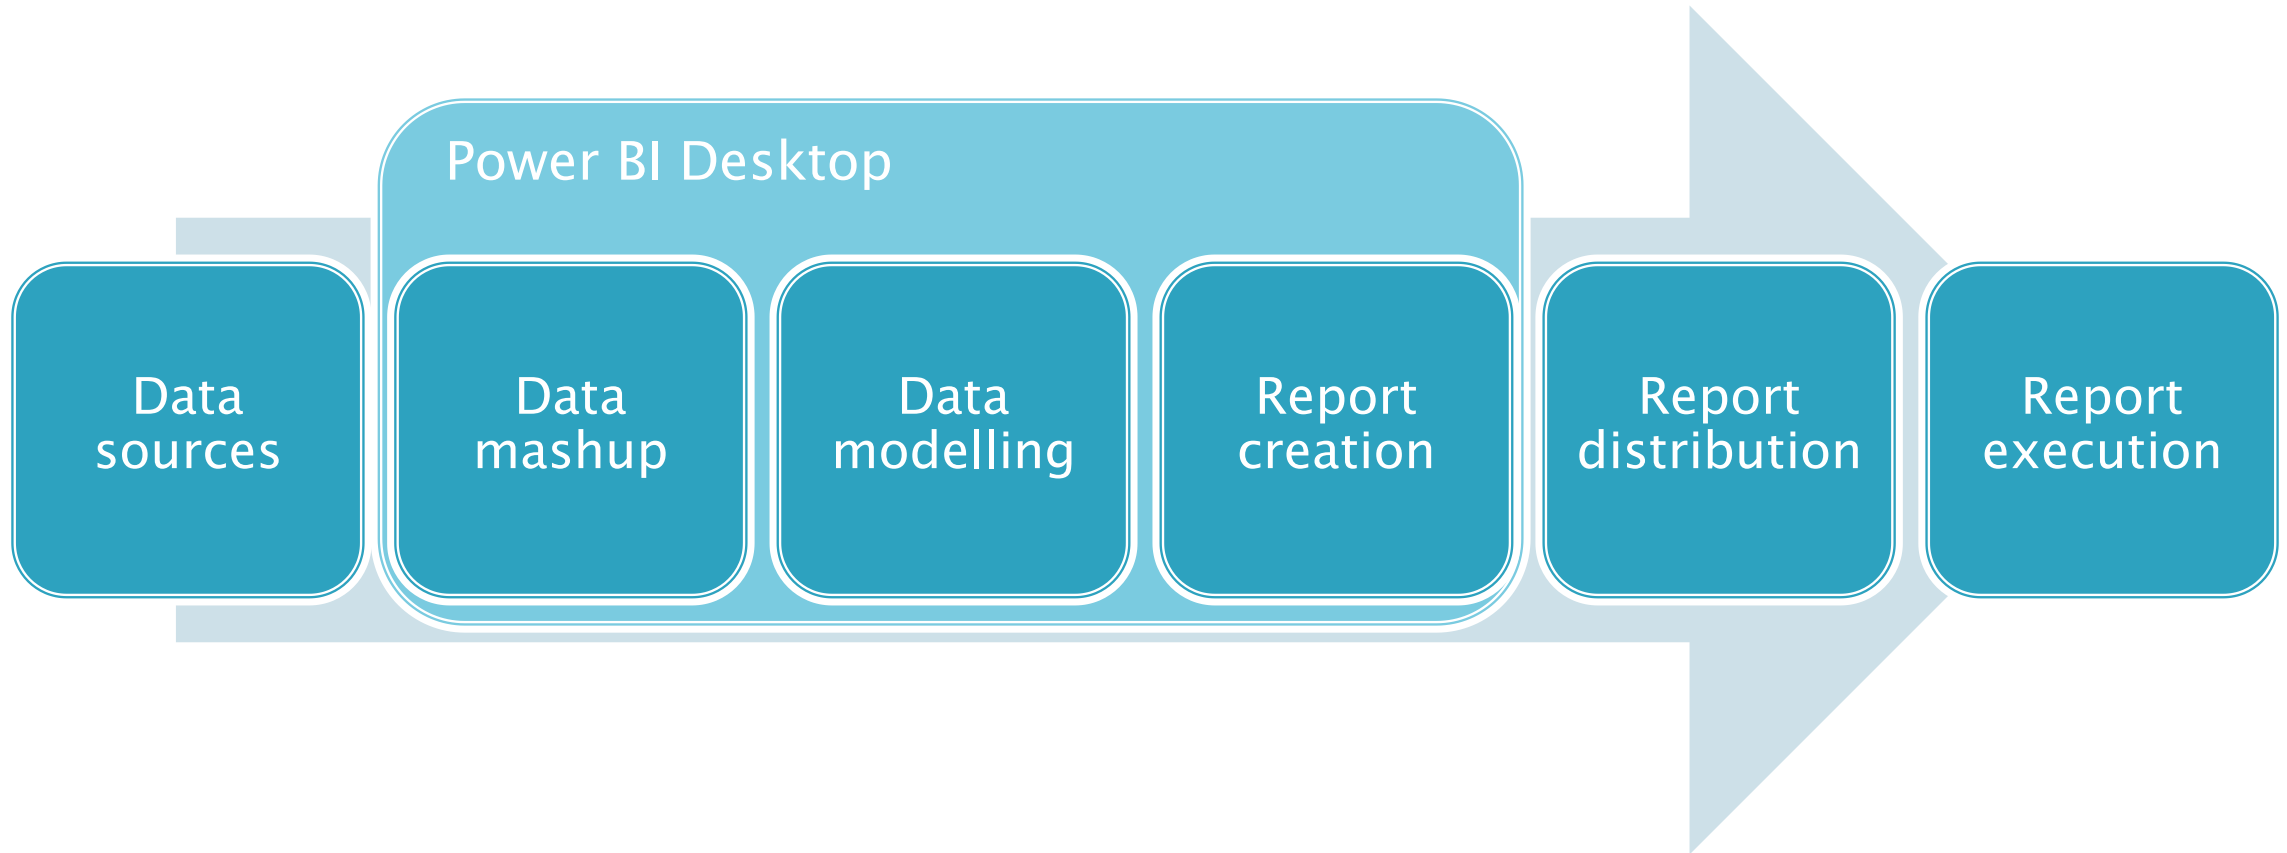 Power BI Desktop
Data
sources
Data
mashup
Data
modelling
Report
creation
Report
distribution
Report
execution